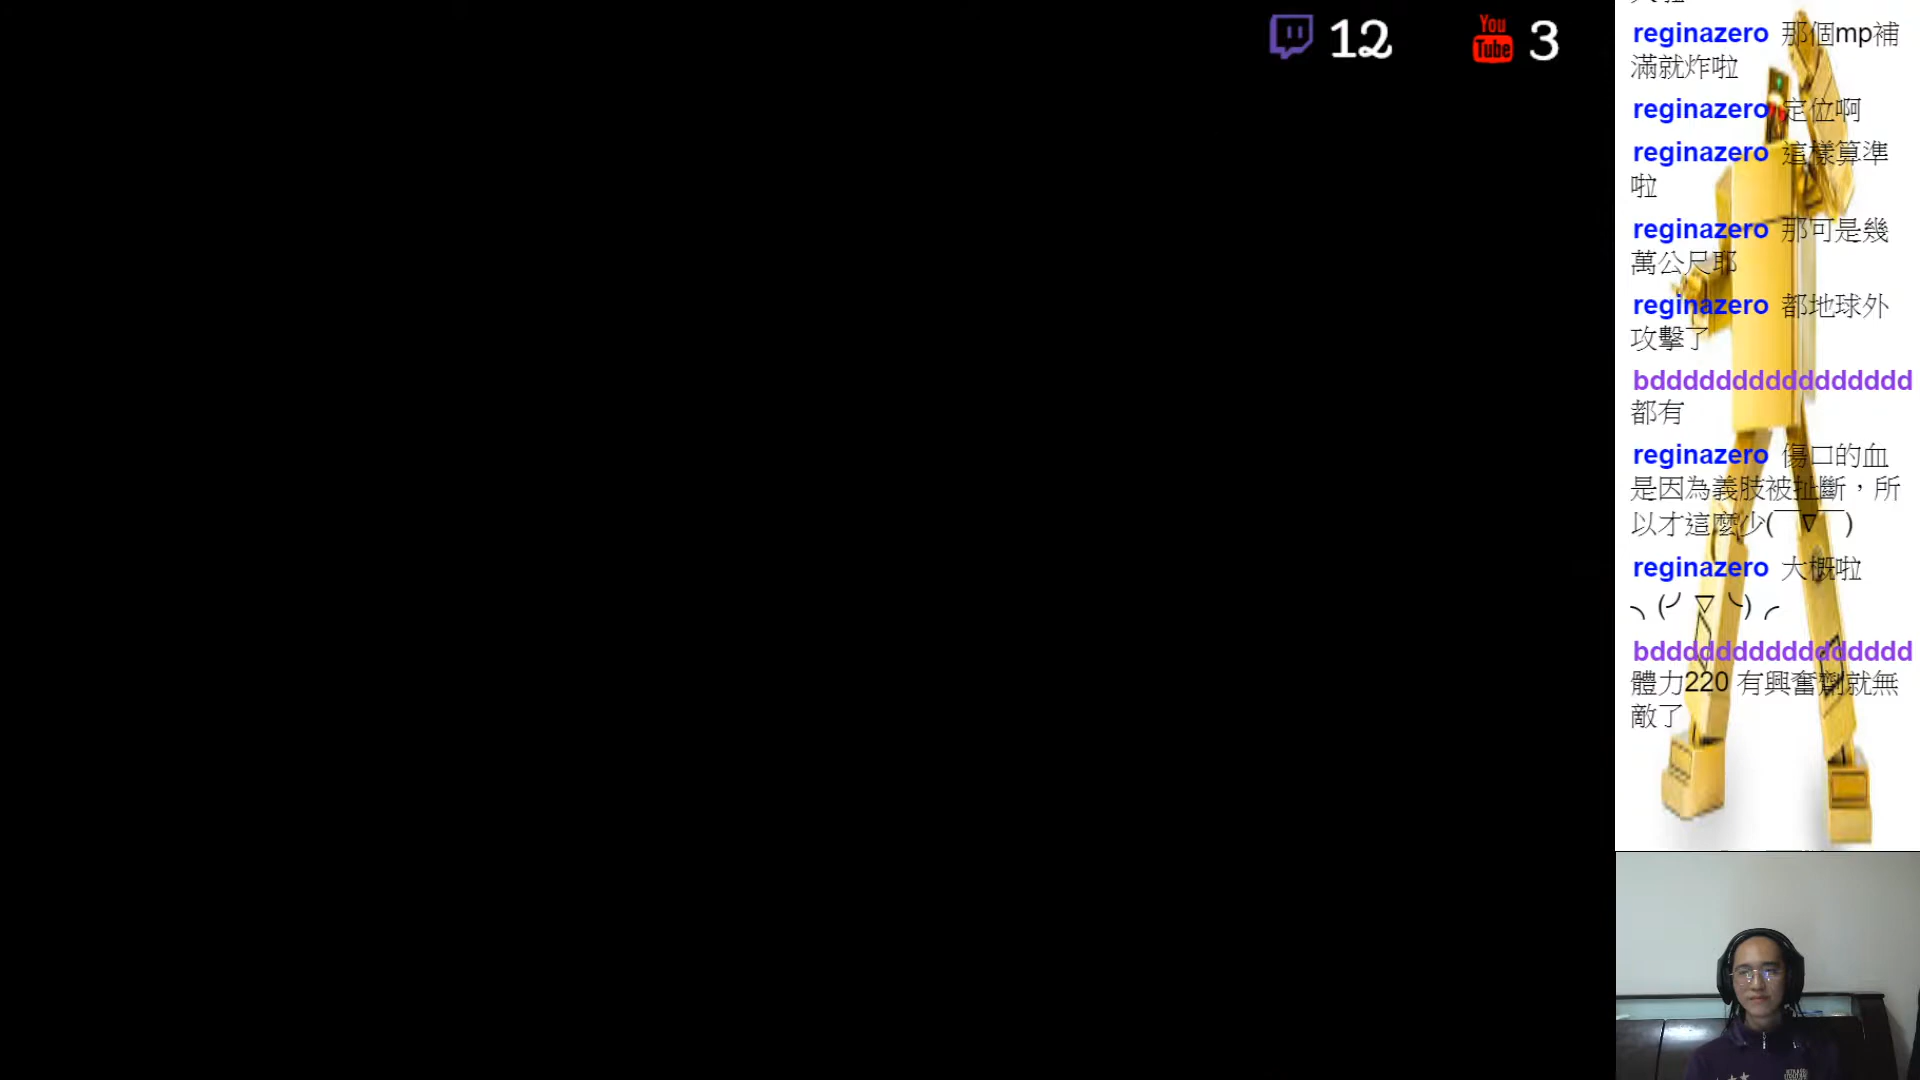 12
You
Tube
3
reginazero 那個mp補
滿就炸啦
reginazero 定位啊
reginazero 這樣算準
啦
reginazero 那可是幾
萬公尺耶
reginazero 都地球外
攻擊了
bdddddddddddddddd
都有
reginazero 傷口的血
是因為義肢被扯斷，所
以才這麼少(￣▽￣)
reginazero 大概啦
╮(╯▽╰)╭
bdddddddddddddddd
體力220 有興奮劑就無
敵了